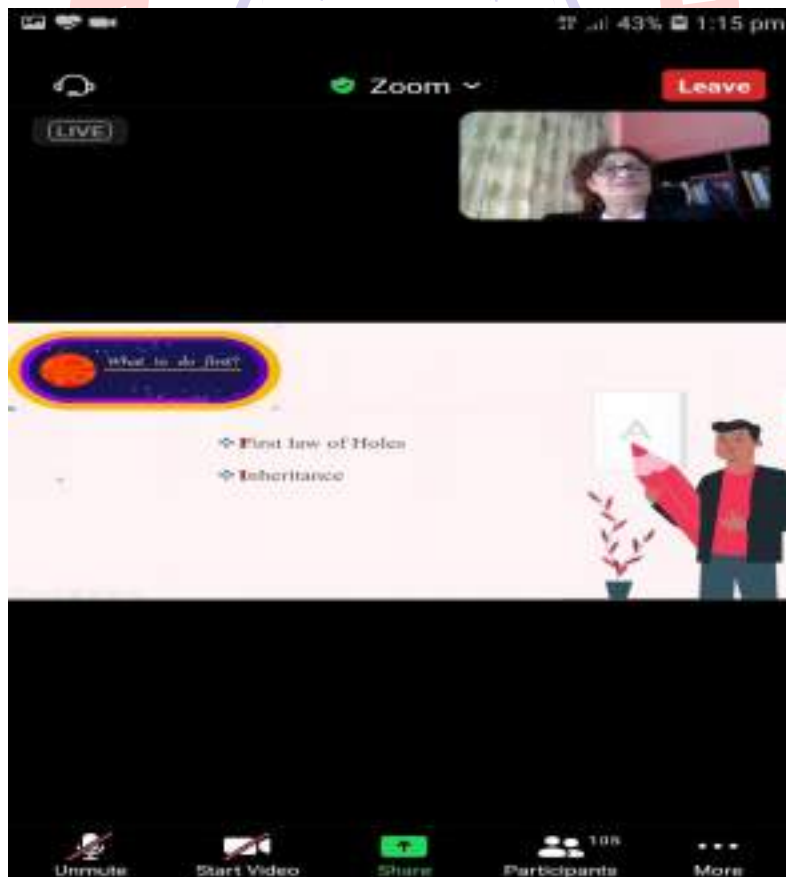 43% 1:15 pm
Zoom Leave
LIVE
What to do first?
First law of Holes
Inheritance
A
Unmute Start Video Share Participants More